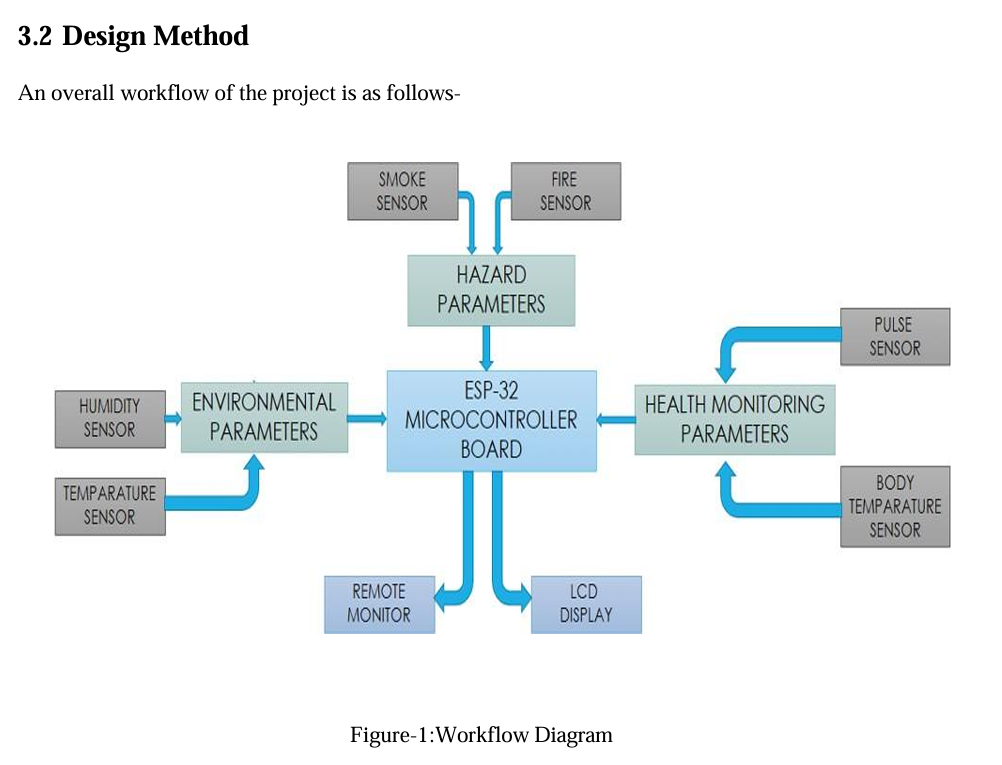 3.2 Design Method
An overall workflow of the project is as follows-
SMOKE
SENSOR
FIRE
SENSOR
HAZARD
PARAMETERS
PULSE
SENSOR
HUMIDITY
SENSOR
ENVIRONMENTAL
PARAMETERS
ESP-32
MICROCONTROLLER
BOARD
HEALTH MONITORING
PARAMETERS
TEMPARATURE
SENSOR
BODY
TEMPARATURE
SENSOR
REMOTE
MONITOR
LCD
DISPLAY
Figure-1:Workflow Diagram